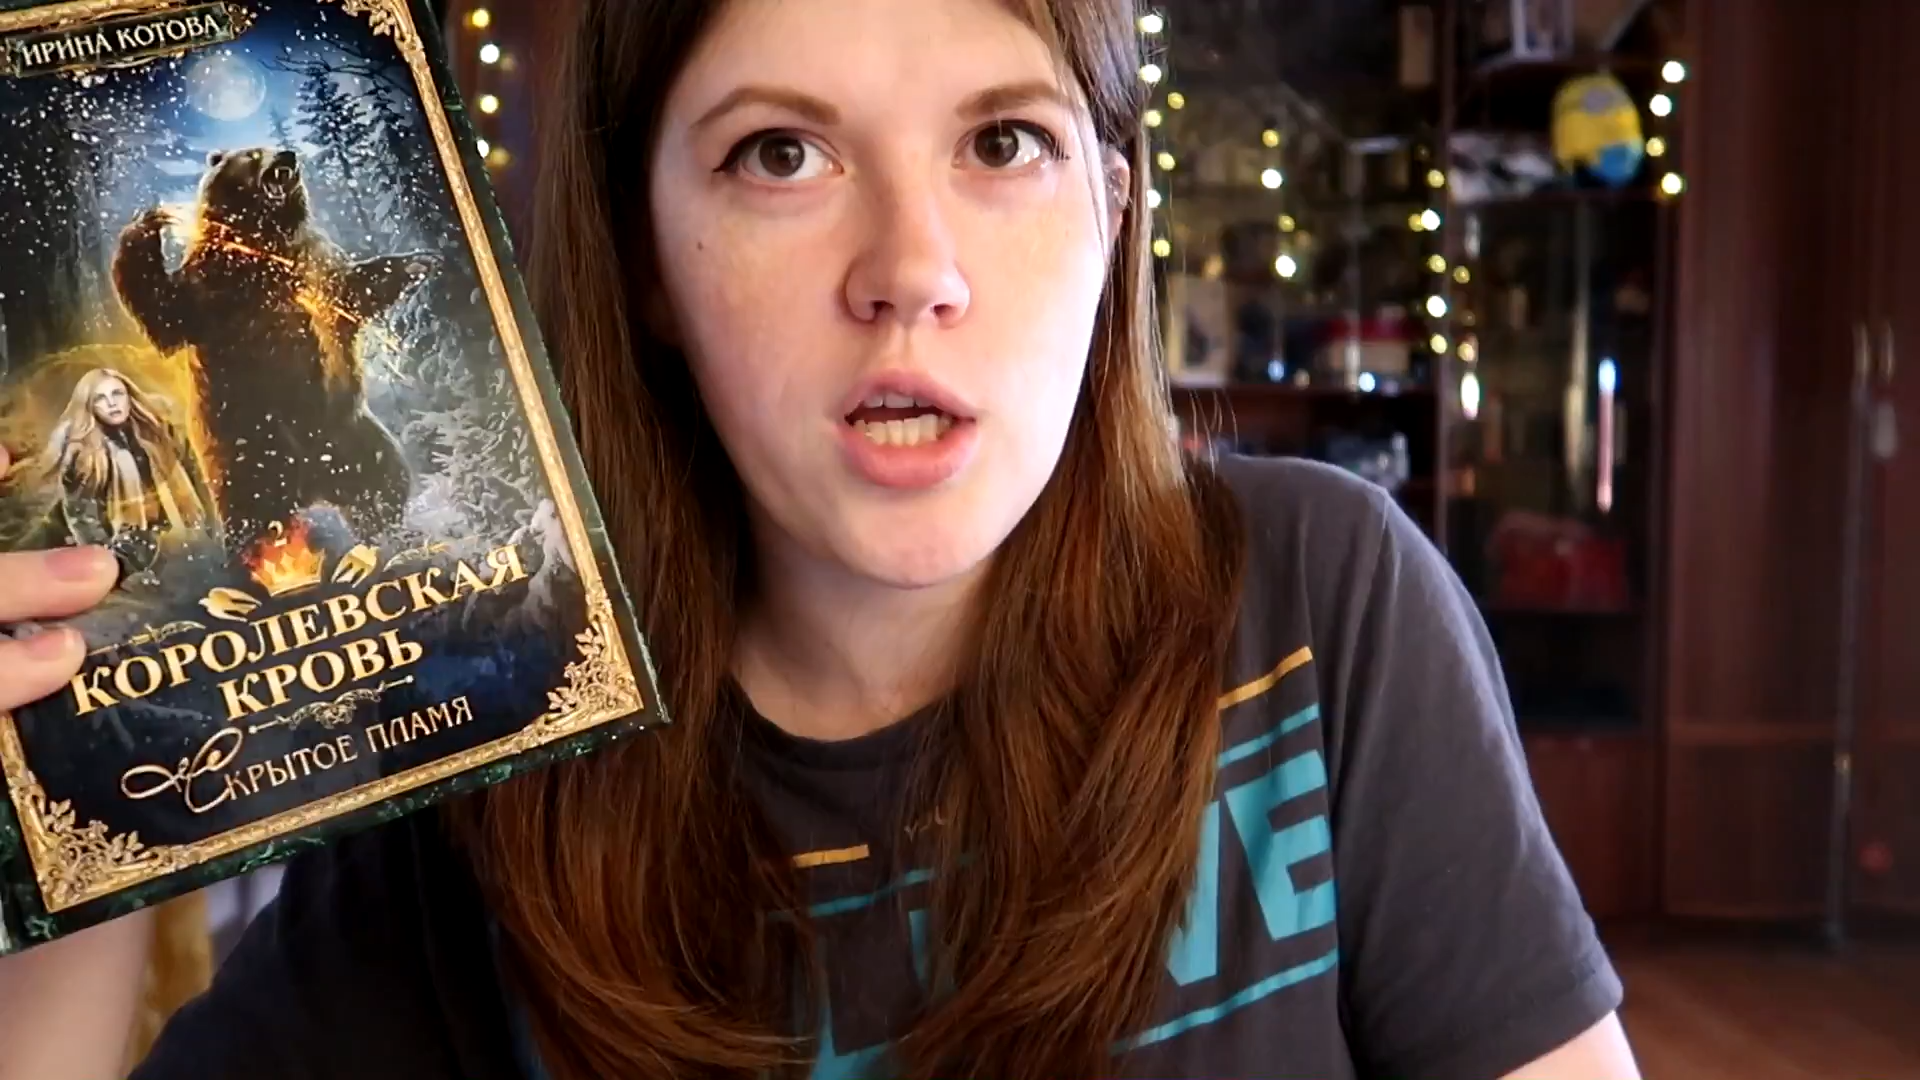 ИРИНА КОТОВА
2
КОРОЛЕВСКАЯ
КРОВЬ
СКРЫТОЕ ПЛАМЯ